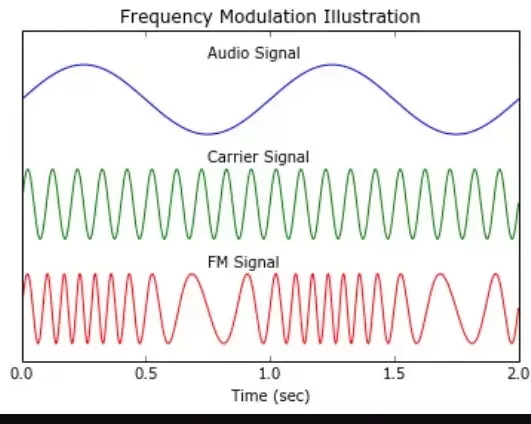 Frequency Modulation Illustration
Audio Signal
Carrier Signal
FM Signal
0.0 0.5 1.0 1.5 2.0
Time (sec)